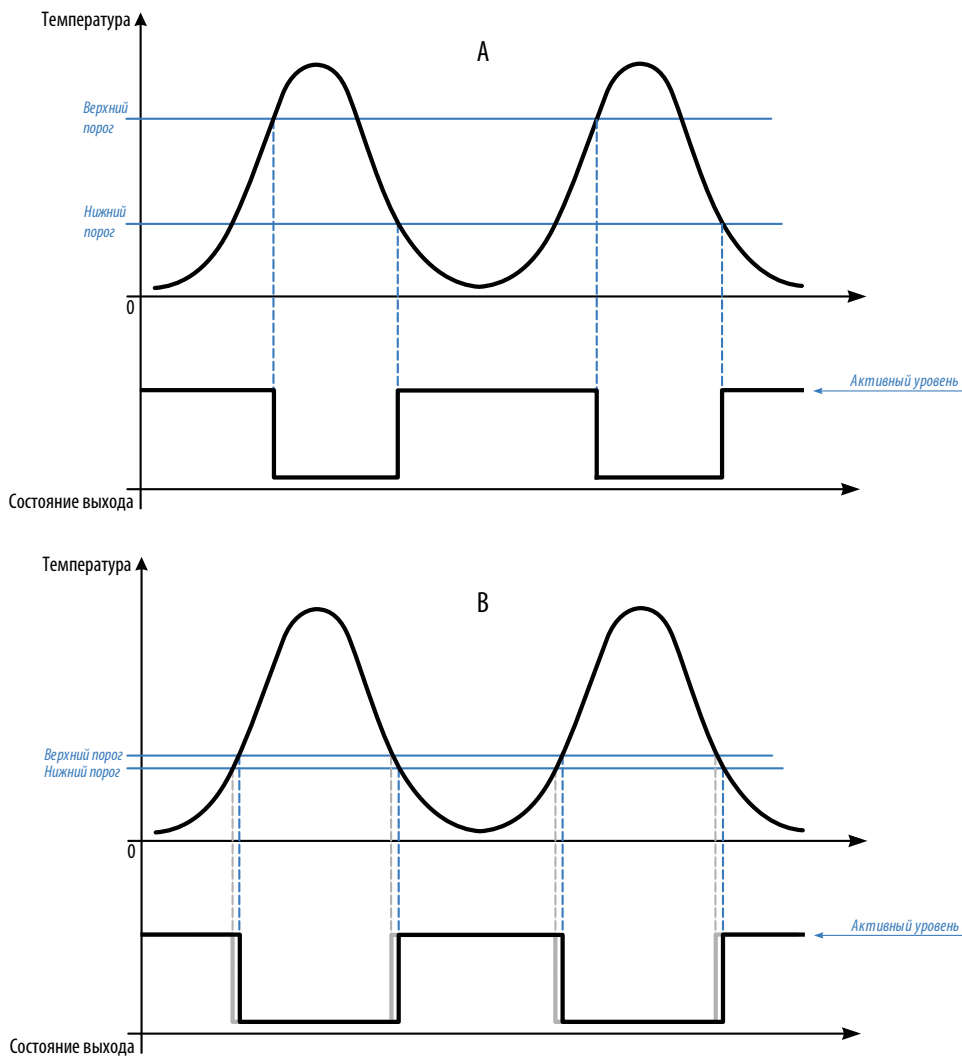 Температура
A
Верхний
порог
Нижний
порог
0
Активный уровень
Состояние выхода
Температура
B
Верхний порог
Нижний порог
0
Активный уровень
Состояние выхода